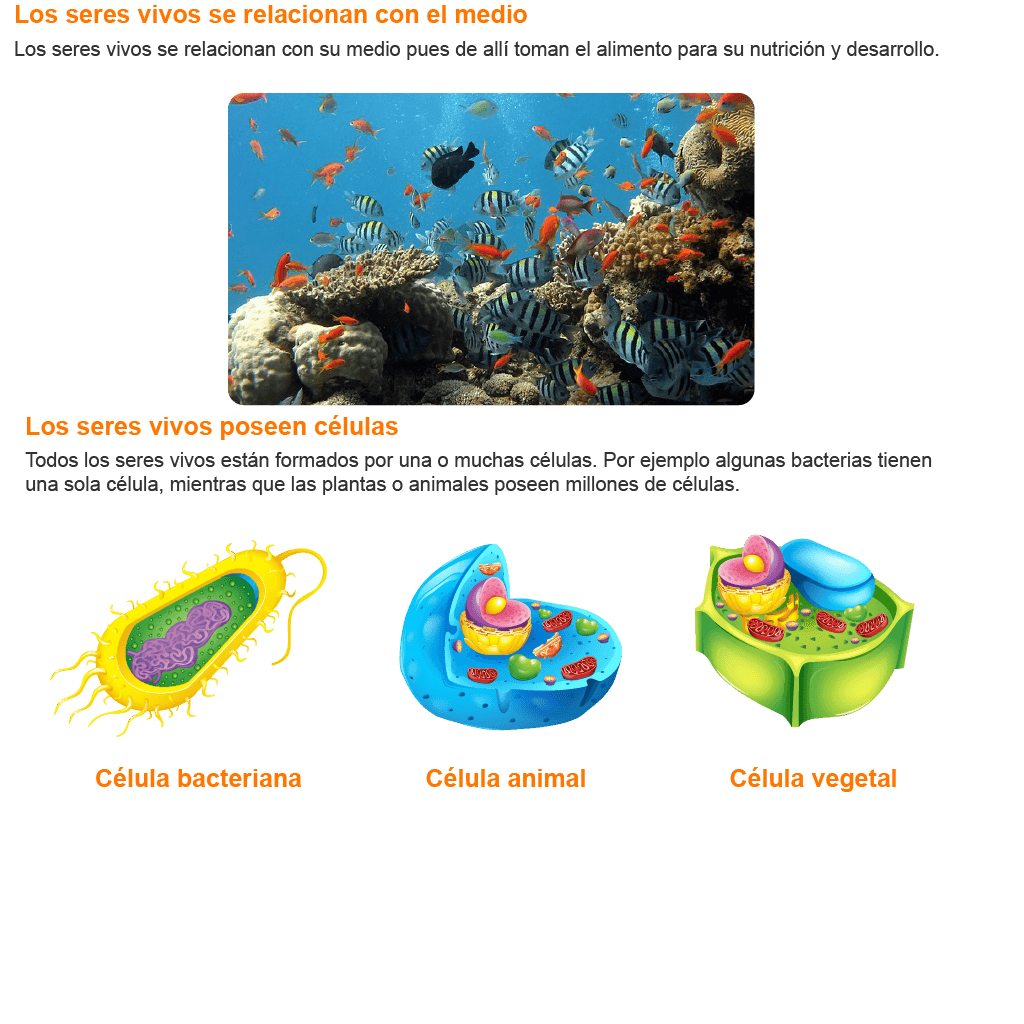 Los seres vivos se relacionan con el medio
Los seres vivos se relacionan con su medio pues de allí toman el alimento para su nutrición y desarrollo.
Los seres vivos poseen células
Todos los seres vivos están formados por una o muchas células. Por ejemplo algunas bacterias tienen
una sola célula, mientras que las plantas o animales poseen millones de células.
Célula bacteriana
Célula animal
Célula vegetal